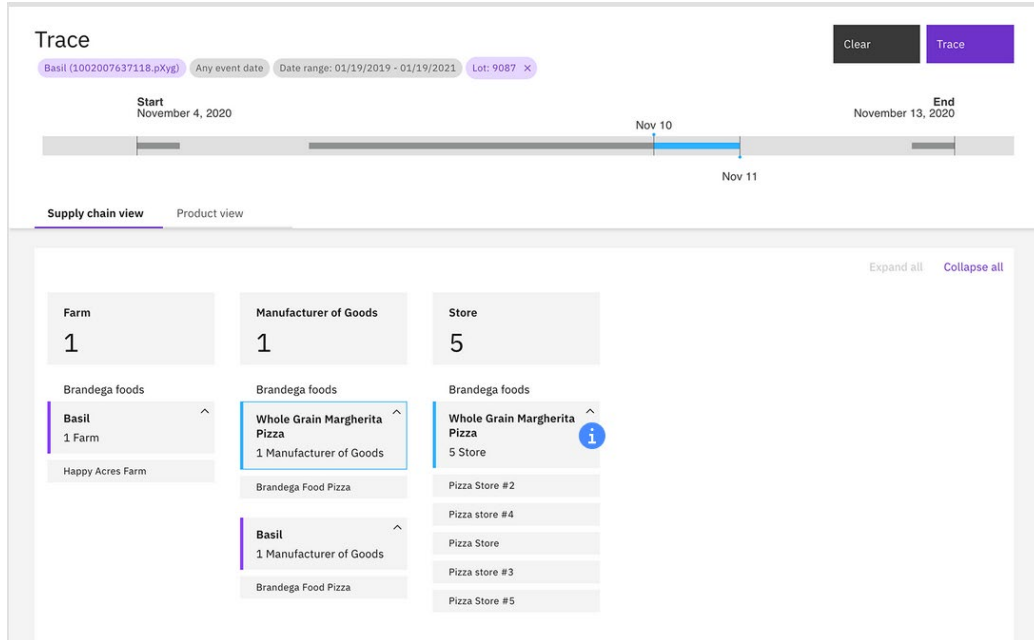 Trace
Clear
Trace
Basil (1002007637118.pXyg) Any event date Date range: 01/19/2019 - 01/19/2021 Lot: 9087 ×
Start
November 4, 2020
End
November 13, 2020
Nov 10
Nov 11
Supply chain view
Product view
Expand all
Collapse all
Farm
1
Manufacturer of Goods
1
Store
5
Brandega foods
Basil
1 Farm
Happy Acres Farm
Brandega foods
Whole Grain Margherita
Pizza
1 Manufacturer of Goods
Brandega Food Pizza
Basil
1 Manufacturer of Goods
Brandega Food Pizza
Brandega foods
Whole Grain Margherita
Pizza
5 Store
Pizza Store #2
Pizza store #4
Pizza Store
Pizza store #3
Pizza Store #5